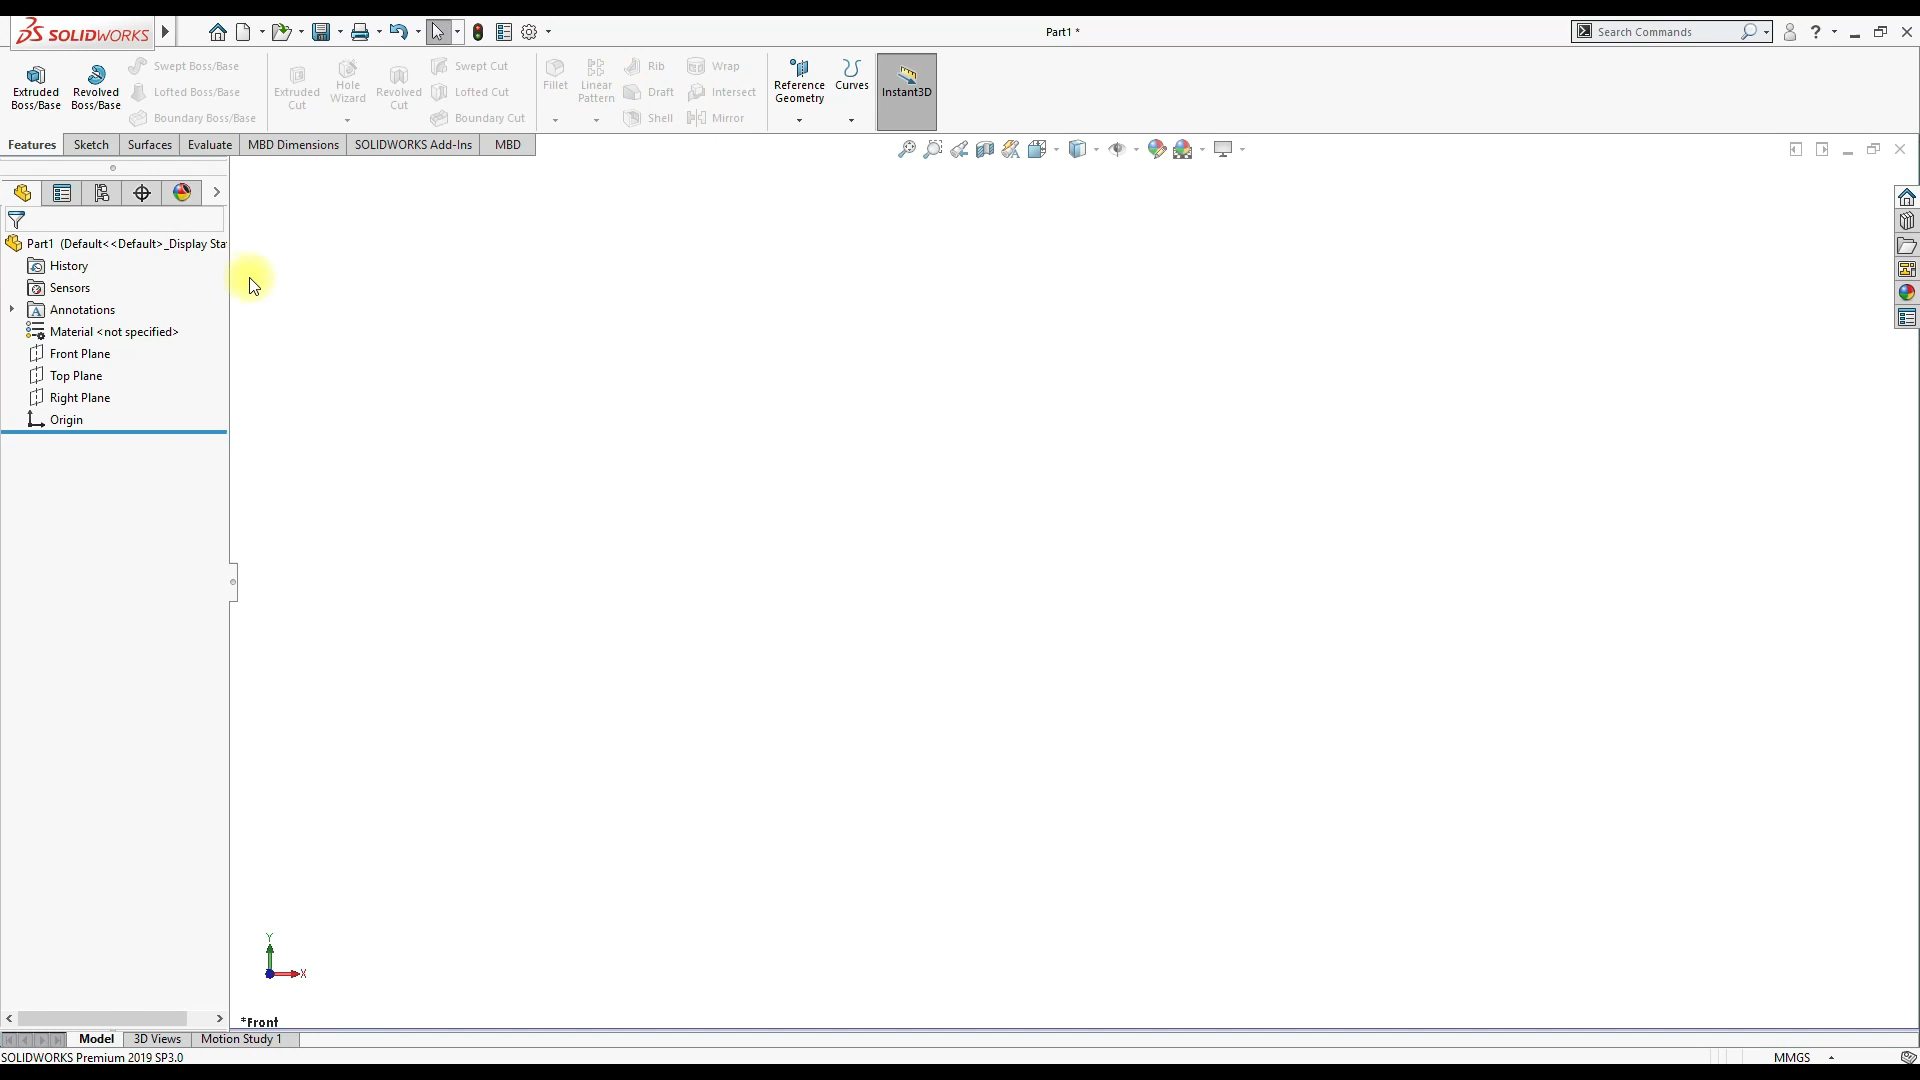 SOLIDWORKS
Part1 *
Search Commands
?
Extruded Boss/Base
Revolved Boss/Base
Swept Boss/Base
Lofted Boss/Base
Boundary Boss/Base
Extruded Cut
Hole Wizard
Revolved Cut
Swept Cut
Lofted Cut
Boundary Cut
Fillet
Linear Pattern
Rib
Draft
Shell
Wrap
Intersect
Mirror
Reference Geometry
Curves
Instant3D
Features
Sketch
Surfaces
Evaluate
MBD Dimensions
SOLIDWORKS Add-Ins
MBD
Part1 (Default<<Default>_Display Sta
History
Sensors
A Annotations
Material <not specified>
Front Plane
Top Plane
Right Plane
Origin
Y
X
*Front
Model
3D Views
Motion Study 1
SOLIDWORKS Premium 2019 SP3.0
MMGS